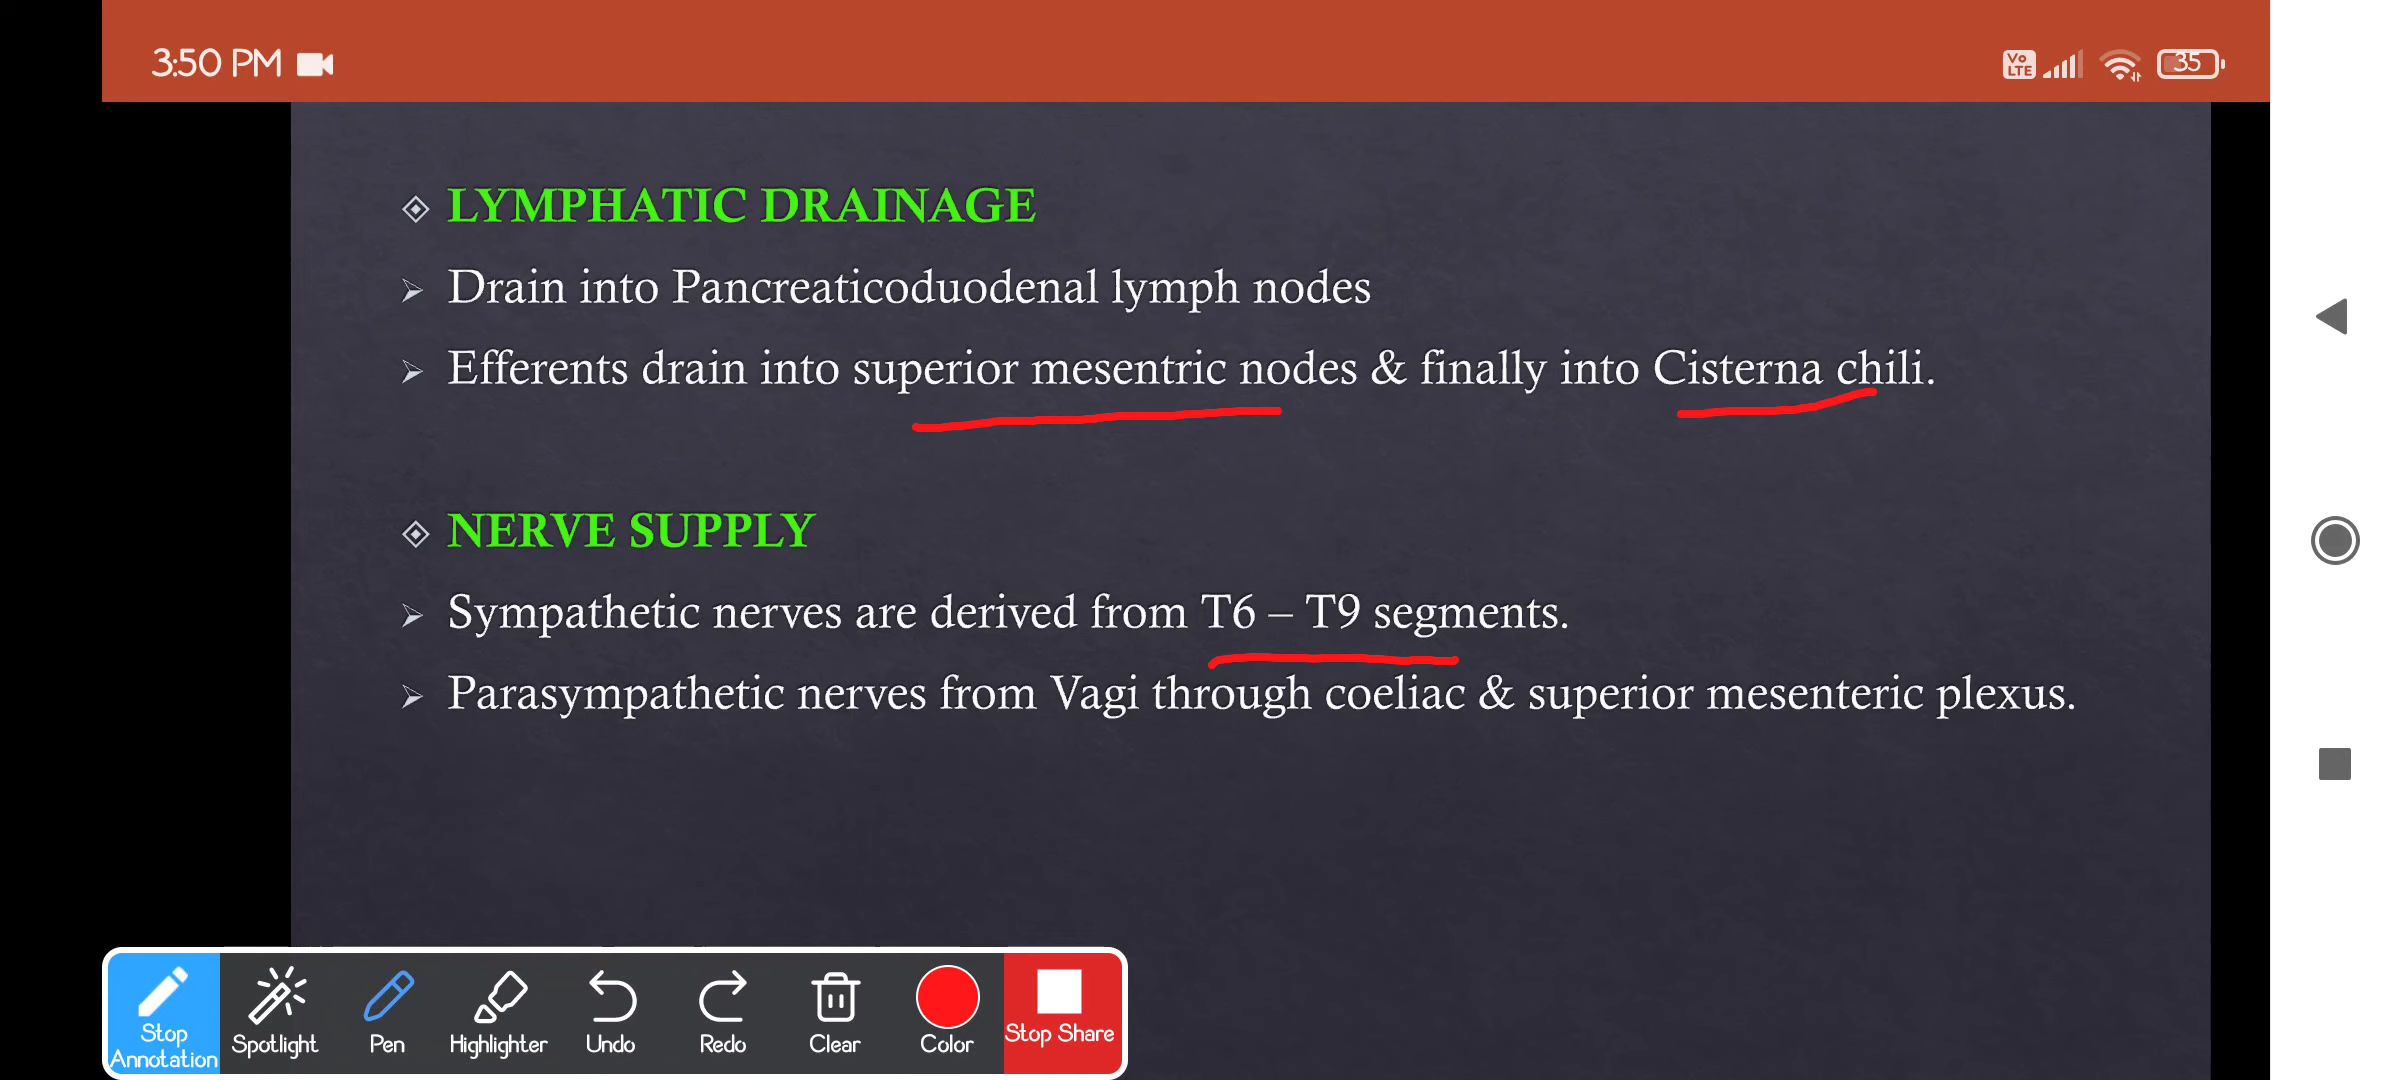 3:50 PM
Vo LTE
35
LYMPHATIC DRAINAGE
Drain into Pancreaticoduodenal lymph nodes
Efferents drain into superior mesentric nodes & finally into Cisterna chili.
NERVE SUPPLY
Sympathetic nerves are derived from T6 – T9 segments.
Parasympathetic nerves from Vagi through coeliac & superior mesenteric plexus.
Stop Annotation
Spotlight
Pen
Highlighter
Undo
Redo
Clear
Color
Stop Share